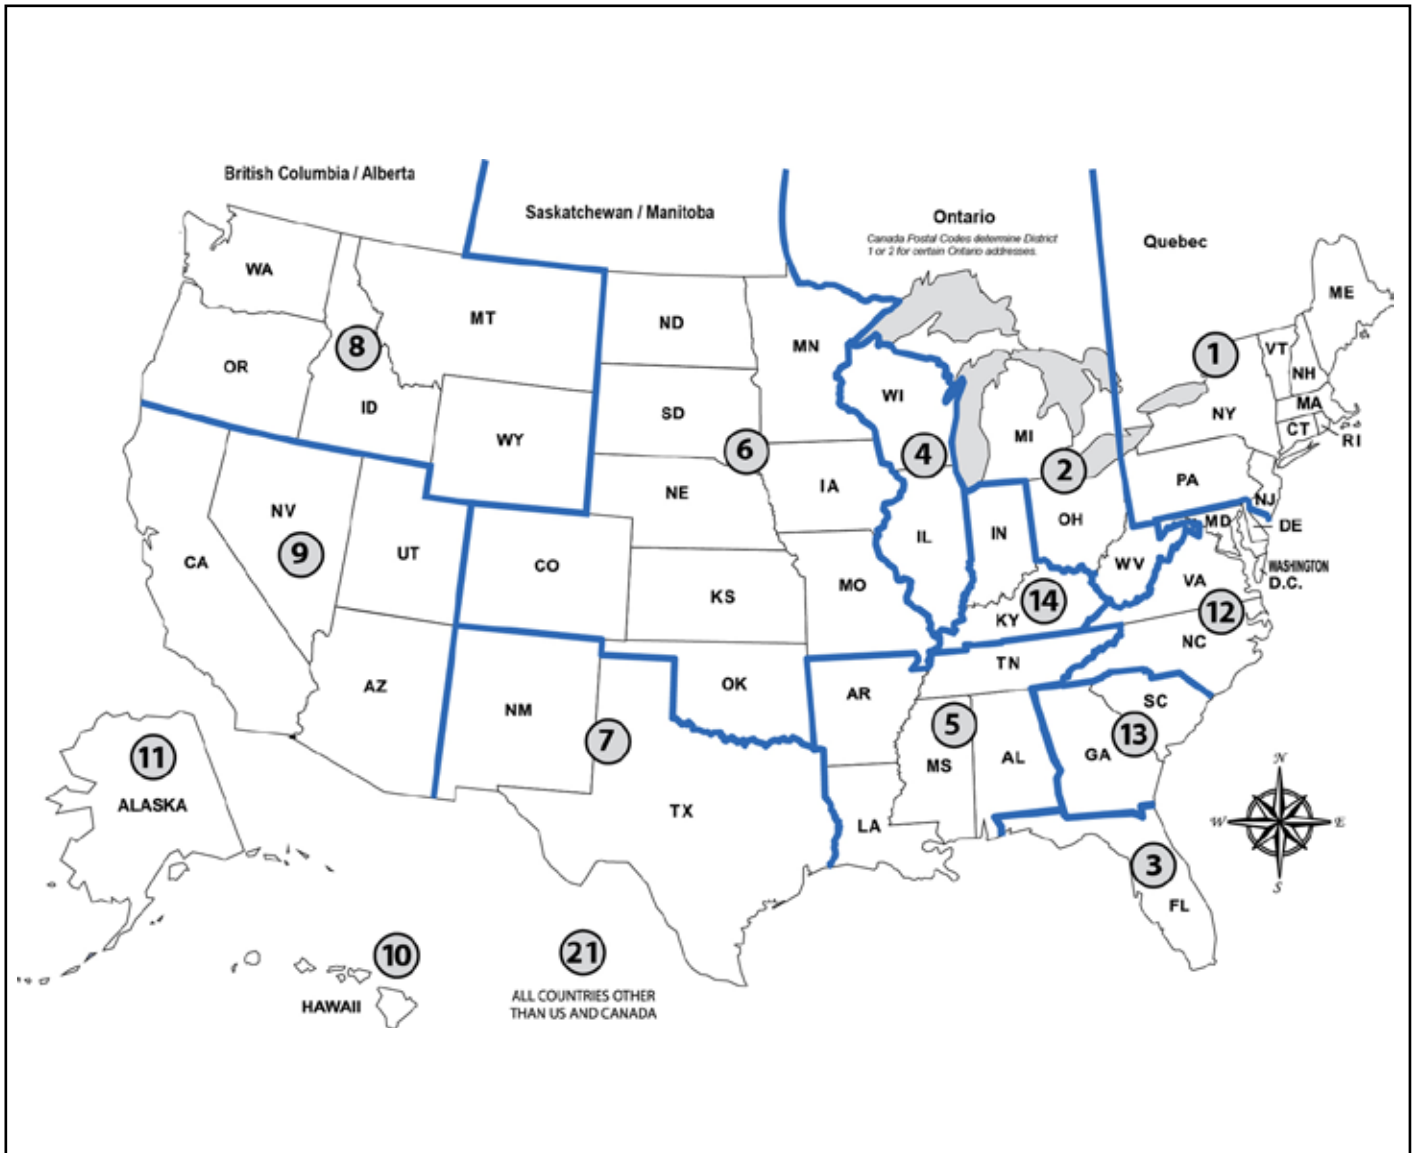 British Columbia / Alberta
Saskatchewan / Manitoba
Ontario
Canada Postal Codes determine District
1 or 2 for certain Ontario addresses.
Quebec
WA
MT
ND
MN
ME
OR
8
ID
WY
SD
WI
MI
1
VT
NH
NY
MA
CT
RI
6
4
2
NE
IA
PA
NJ
NV
9
UT
CA
CO
KS
MO
IL
IN
OH
WV
MD
DE
WASHINGTON
D.C.
VA
14
KY
12
NC
TN
AZ
NM
OK
AR
SC
7
5
13
MS
AL
GA
11
ALASKA
TX
LA
N
W
E
S
3
FL
10
HAWAII
21
ALL COUNTRIES OTHER
THAN US AND CANADA